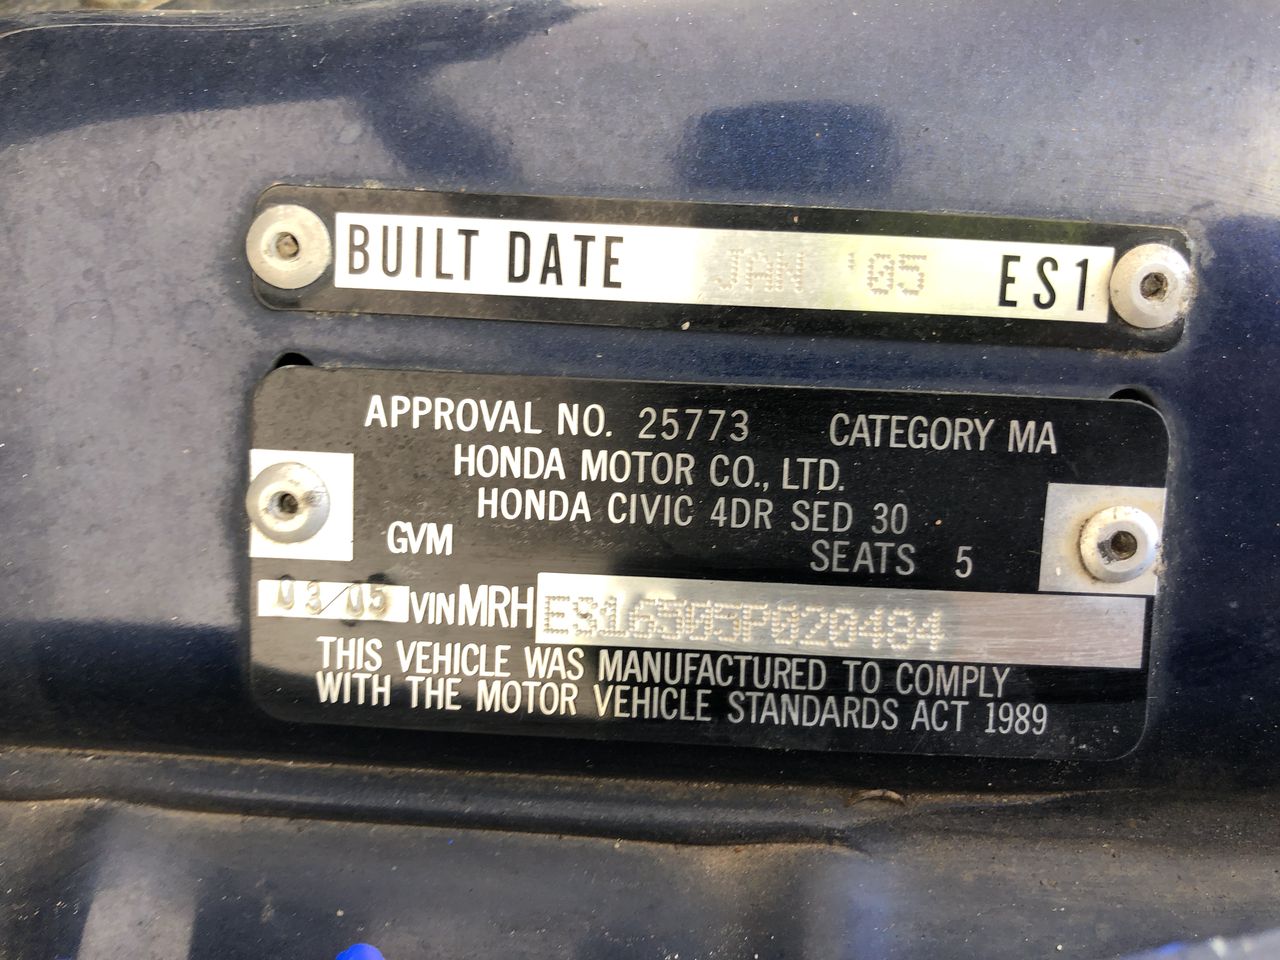 BUILT DATE JAN '05 ES1
APPROVAL NO. 25773 CATEGORY MA
HONDA MOTOR CO., LTD.
HONDA CIVIC 4DR SED 30
GVM SEATS 5
03/05 VIN MRHES16505P020484
THIS VEHICLE WAS MANUFACTURED TO COMPLY
WITH THE MOTOR VEHICLE STANDARDS ACT 1989